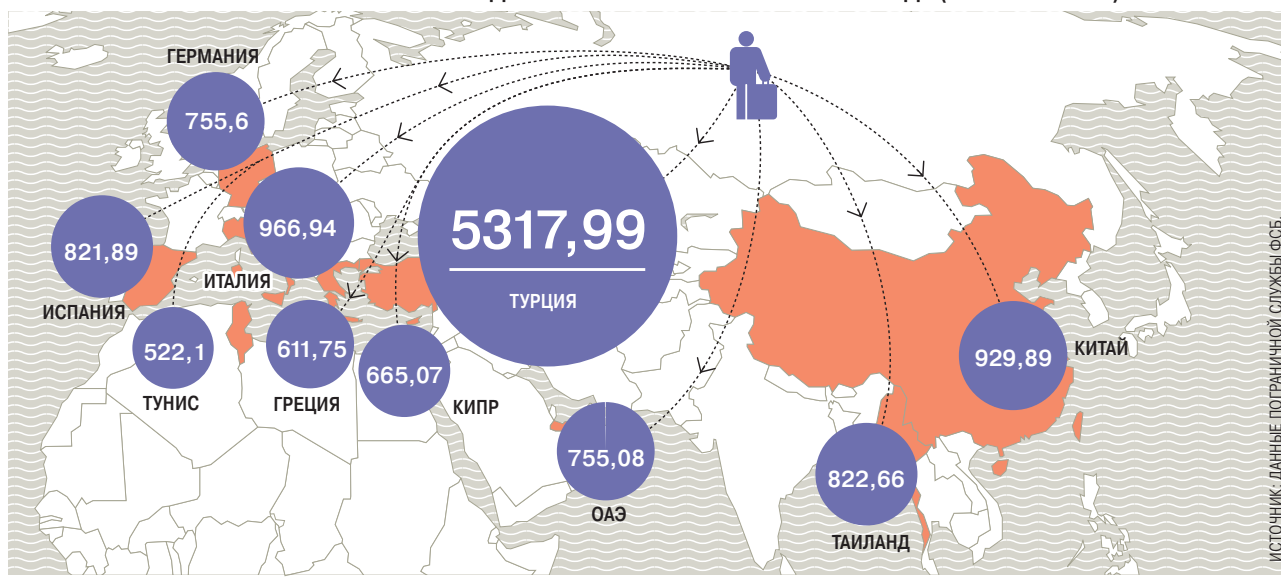 ГЕРМАНИЯ
755,6
5317,99
ТУРЦИЯ
966,94
ИТАЛИЯ
821,89
ИСПАНИЯ
522,1
ТУНИС
611,75
ГРЕЦИЯ
665,07
КИПР
755,08
ОАЭ
822,66
ТАИЛАНД
929,89
КИТАЙ
ИСТОЧНИК: ДАННЫЕ ПОГРАНИЧНОЙ СЛУЖБЫ ФСБ